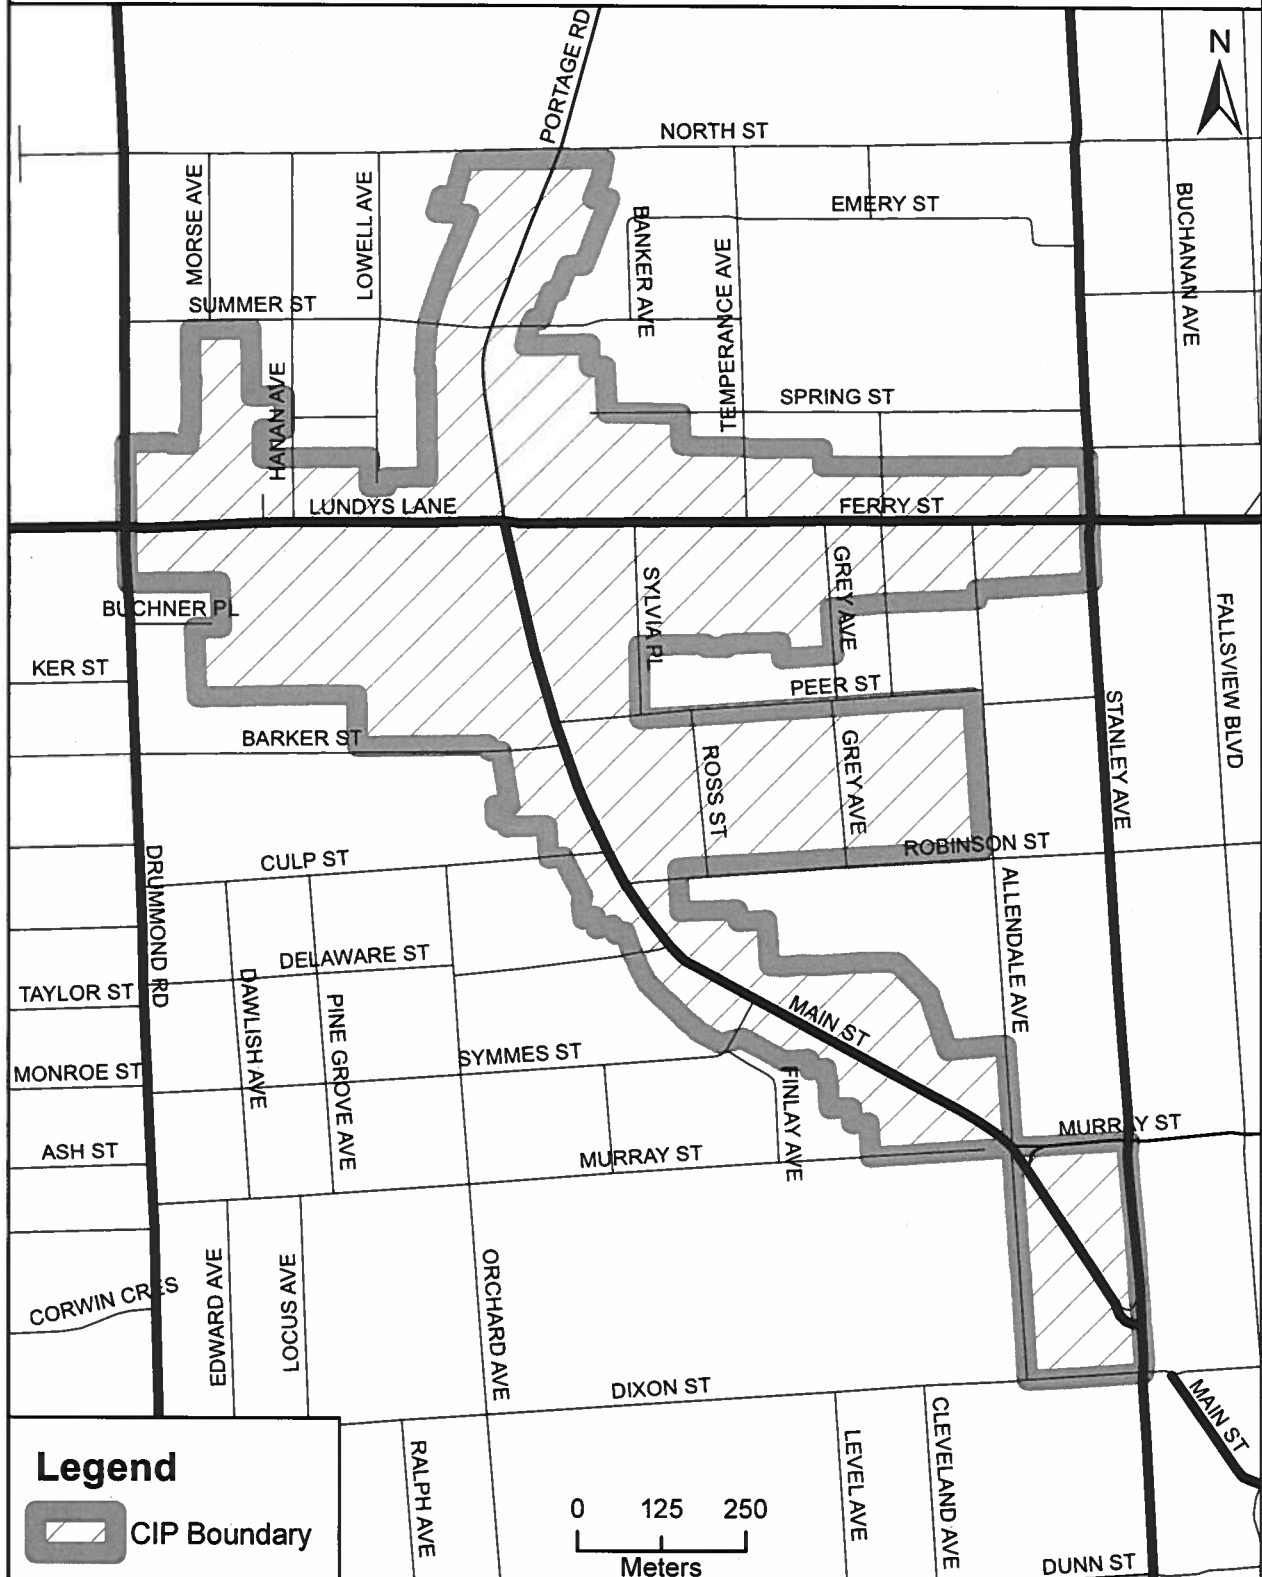 PORTAGE RD
N
NORTH ST
MORSE AVE
LOWELL AVE
BANKER AVE
EMERY ST
TEMPERANCE AVE
BUCHANAN AVE
SUMMER ST
HANAN AVE
SPRING ST
LUNDYS LANE
FERRY ST
SYLVIA PL
GREY AVE
BUCHNER PL
FALLSVIEW BLVD
KER ST
PEER ST
STANLEY AVE
BARKER ST
ROSS ST
GREY AVE
ROBINSON ST
CULP ST
DRUMMOND RD
ALLENDALE AVE
DELAWARE ST
TAYLOR ST
DAWLISH AVE
PINE GROVE AVE
MAIN ST
SYMMES ST
MONROE ST
FINLAY AVE
MURRAY ST
ASH ST
MURRAY ST
EDWARD AVE
LOCUS AVE
ORCHARD AVE
CORWIN CRES
DIXON ST
MAIN ST
RALPH AVE
LEVEL AVE
CLEVELAND AVE
Legend
CIP Boundary
0 125 250
Meters
DUNN ST